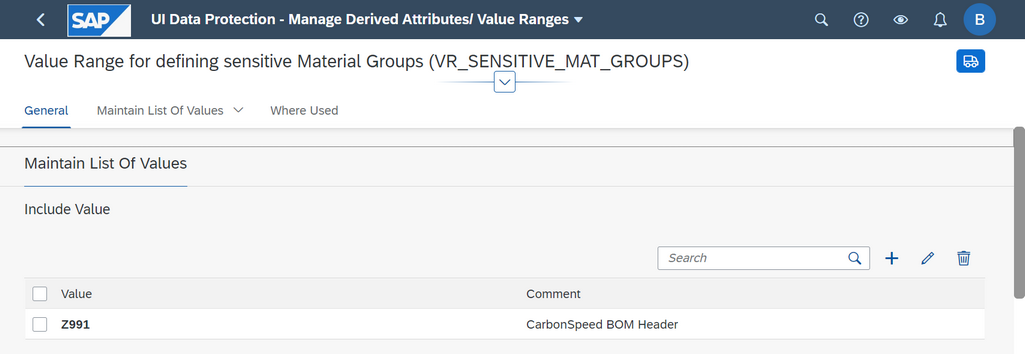 SAP UI Data Protection - Manage Derived Attributes/ Value Ranges B
Value Range for defining sensitive Material Groups (VR_SENSITIVE_MAT_GROUPS)
General Maintain List Of Values Where Used
Maintain List Of Values
Include Value
Search
Value Comment
Z991 CarbonSpeed BOM Header